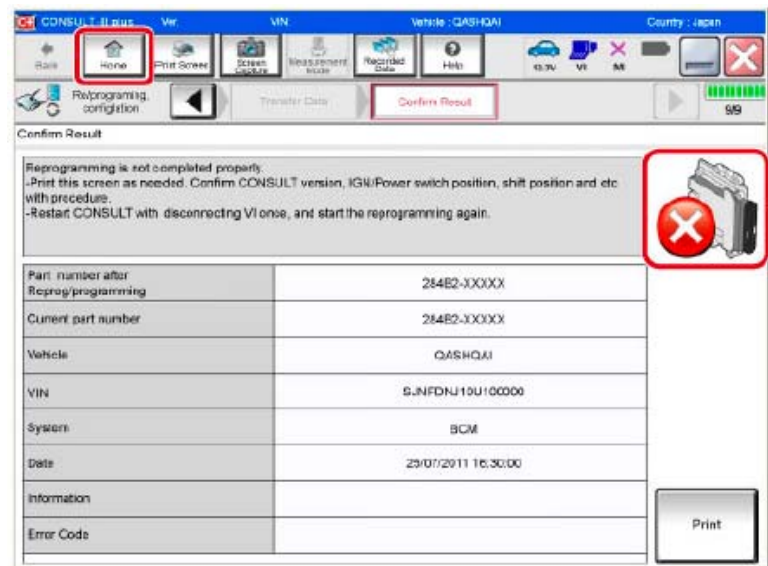 CONSULT-III plus Ver. VIN: Vehicle : QASHQAI Country : Japan
Back Home Print Screen Screen Capture Measurement Mode Recorded Data Help 12.3V VI MI
Re/programming, configuration Transfer Data Confirm Result 9/9
Confirm Result
Reprogramming is not completed properly.
-Print this screen as needed. Confirm CONSULT version, IGN/Power switch position, shift position and etc
with procedure.
-Restart CONSULT with disconnecting VI once, and start the reprogramming again.
Part number after
Reprog/programming 284B2-XXXXX
Current part number 284B2-XXXXX
Vehicle QASHQAI
VIN
System BCM
Date 25/07/2011 16:30:00
Information
Error Code
Print